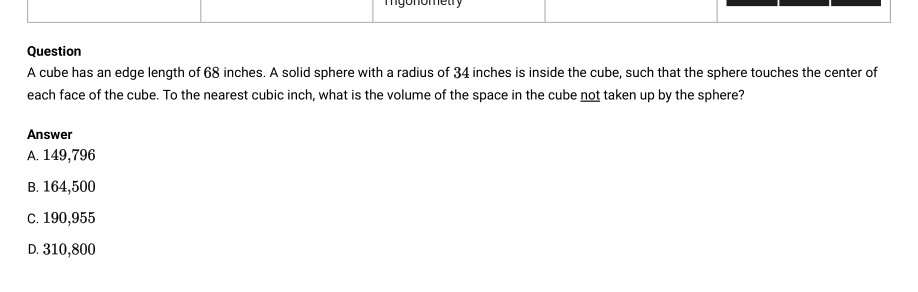 Trigonometry
Question
A cube has an edge length of 68 inches. A solid sphere with a radius of 34 inches is inside the cube, such that the sphere touches the center of
each face of the cube. To the nearest cubic inch, what is the volume of the space in the cube not taken up by the sphere?
Answer
A. 149,796
B. 164,500
C. 190,955
D. 310,800